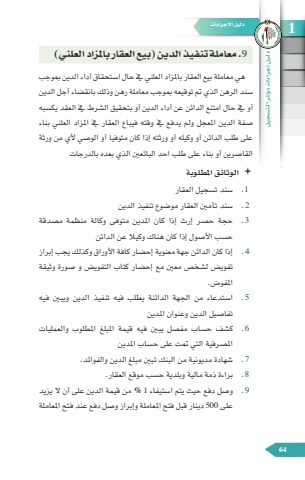 دليل الاجراءات
1
دليل إجراءات دوائر التسجيل
9. معاملة تنفيذ الدين (بيع العقار بالمزاد العلني)
هي معاملة بيع العقار بالمزاد العلني في حال استحقاق أداء الدين بموجب
سند الرهن الذي تم توقيعه بموجب معاملة رهن وذلك بانقضاء أجل الدين
أو في حال امتنع الدائن عن أداء الدين أو بتحقيق الشرط في العقد يكسبه
صفة الدين المعجل ولم يدفع في وقته فيباع العقار في المزاد العلني بناء
على طلب الدائن أو وكيله أو ورثته إذا كان متوفيا أو الوصي لأي من ورثة
القاصرين أو بناء على طلب احد البائعين الذي بعده بالدرجات
+ الوثائق المطلوبة
1. سند تسجيل العقار
2. سند تأمين العقار موضوع تنفيذ الدين
3. حجة حصر إرث إذا كان المدين متوفى وكالة منظمة مصدقة
حسب الأصول إذا كان هناك وكيلا عن الدائن
4. إذا كان الدائن جهة معنوية إحضار كافة الأوراق وكذلك يجب إبراز
تفويض لشخص معين مع إحضار كتاب التفويض و صورة وثيقة
المفوض.
5. استدعاء من الجهة الدائنة يطلب فيه تنفيذ الدين ويبين فيه
تفاصيل الدين وعنوان المدين
6. كشف حساب مفصل يبين فيه قيمة المبلغ المطلوب والعمليات
المصرفية التي تمت على حساب المدين
7. شهادة مديونية من البنك تبين مبلغ الدين والفوائد.
8. براءة ذمة مالية وبلدية حسب موقع العقار.
9. وصل دفع حيث يتم استيفاء 1 % من قيمة الدين على أن لا يزيد
على 500 دينار قبل فتح المعاملة وإبراز وصل دفع عند فتح المعاملة
64